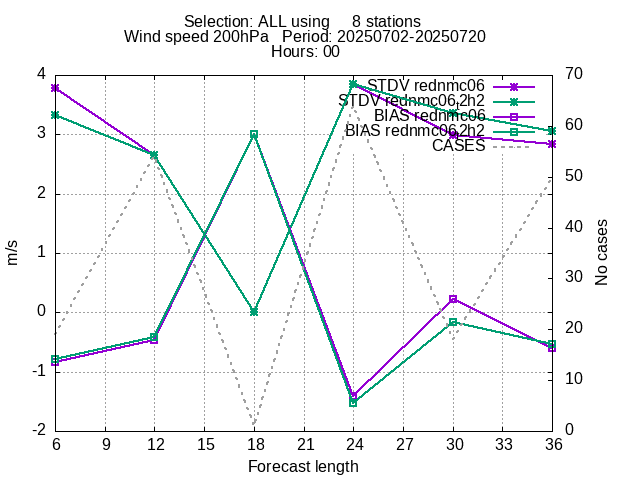 Selection: ALL using 8 stations
Wind speed 200hPa Period: 20250702-20250720
Hours: 00
STDV rednmc06
STDV rednmc06,2h2
BIAS rednmc06
BIAS rednmc06,2h2
CASES
4
3
2
1
0
-1
-2
m/s
70
60
50
40
30
20
10
0
No cases
6 9 12 15 18 21 24 27 30 33 36
Forecast length